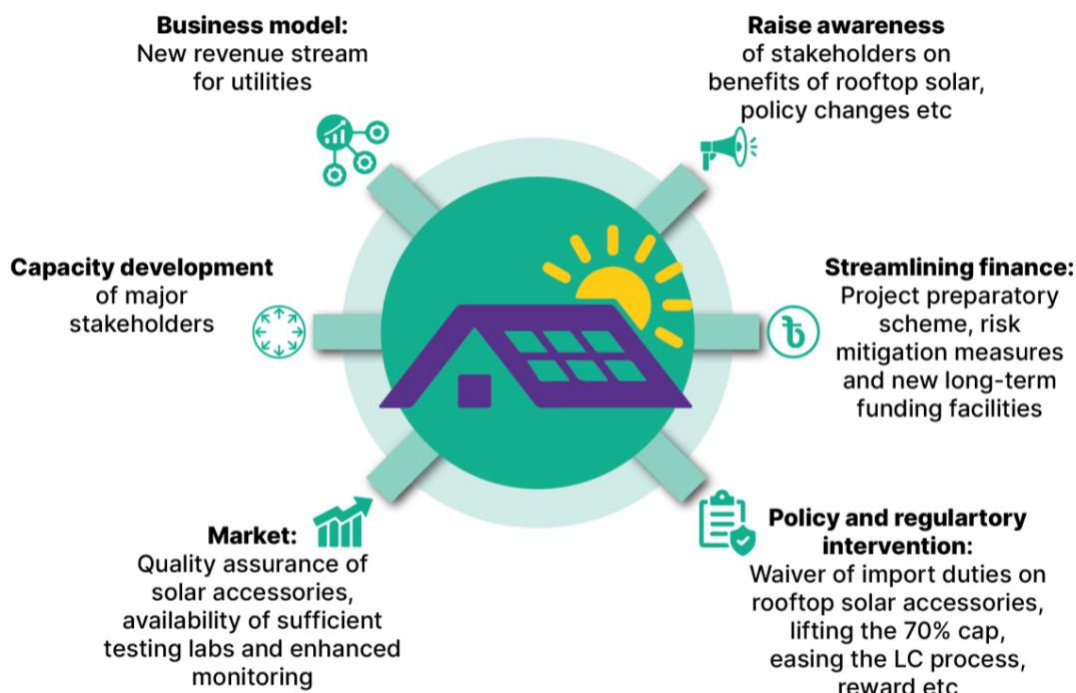 Business model:
New revenue stream
for utilities
Raise awareness
of stakeholders on
benefits of rooftop solar,
policy changes etc
Capacity development
of major
stakeholders
Streamlining finance:
Project preparatory
scheme, risk
mitigation measures
and new long-term
funding facilities
৳
Market:
Quality assurance of
solar accessories,
availability of sufficient
testing labs and enhanced
monitoring
Policy and regulartory
intervention:
Waiver of import duties on
rooftop solar accessories,
lifting the 70% cap,
easing the LC process,
reward etc